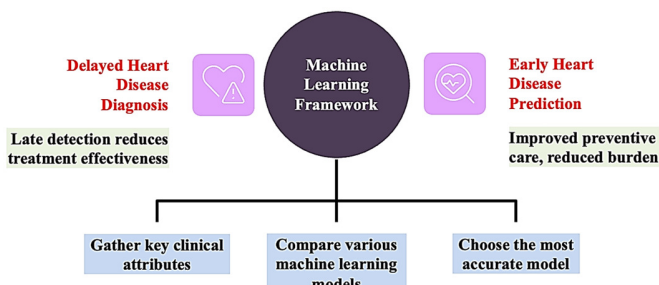 Delayed Heart
Disease
Diagnosis
Late detection reduces
treatment effectiveness
Machine
Learning
Framework
Early Heart
Disease
Prediction
Improved preventive
care, reduced burden
Gather key clinical
attributes
Compare various
machine learning
models
Choose the most
accurate model